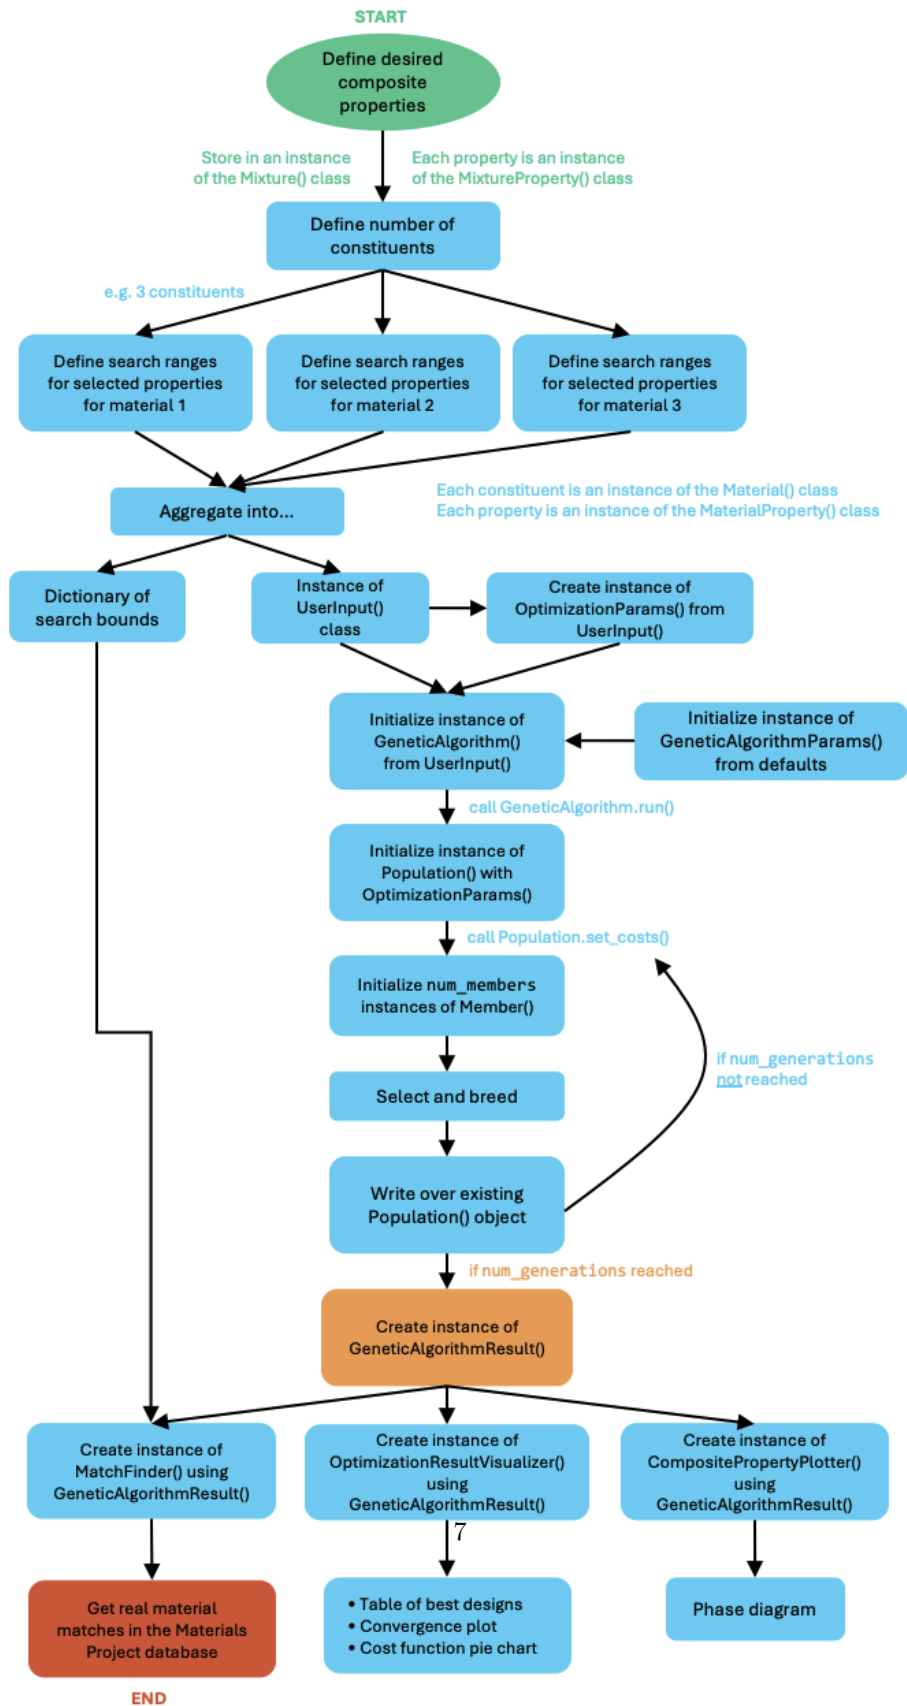 START
Define desired
composite
properties
Store in an instance
of the Mixture() class
Each property is an instance
of the MixtureProperty() class
Define number of
constituents
e.g. 3 constituents
Define search ranges
for selected properties
for material 1
Define search ranges
for selected properties
for material 2
Define search ranges
for selected properties
for material 3
Each constituent is an instance of the Material() class
Each property is an instance of the MaterialProperty() class
Aggregate into...
Dictionary of
search bounds
Instance of
UserInput()
class
Create instance of
OptimizationParams() from
UserInput()
Initialize instance of
GeneticAlgorithm()
from UserInput()
Initialize instance of
GeneticAlgorithmParams()
from defaults
call GeneticAlgorithm.run()
Initialize instance of
Population() with
OptimizationParams()
call Population.set_costs()
Initialize num_members
instances of Member()
if num_generations
not reached
Select and breed
Write over existing
Population() object
if num_generations reached
Create instance of
GeneticAlgorithmResult()
Create instance of
MatchFinder() using
GeneticAlgorithmResult()
Create instance of
OptimizationResultVisualizer()
using
GeneticAlgorithmResult()
Create instance of
CompositePropertyPlotter()
using
GeneticAlgorithmResult()
7
Get real material
matches in the Materials
Project database
• Table of best designs
• Convergence plot
• Cost function pie chart
Phase diagram
END